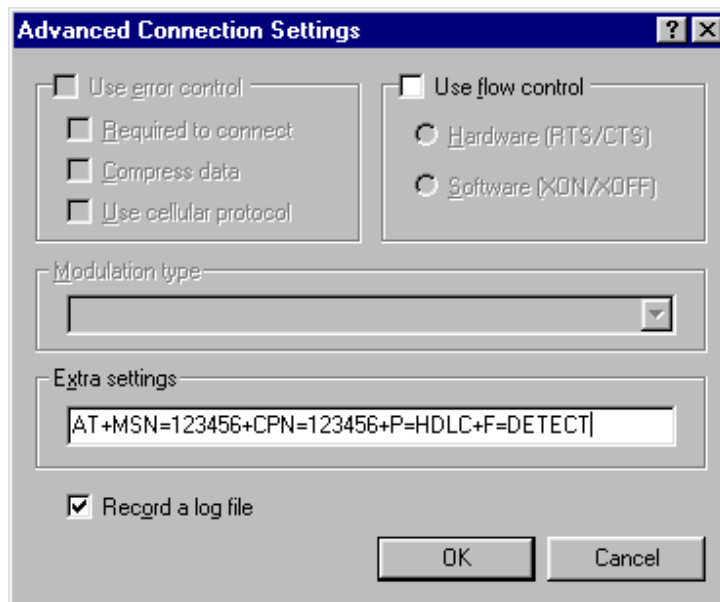 Advanced Connection Settings
Use error control
Required to connect
Compress data
Use cellular protocol
Use flow control
Hardware (RTS/CTS)
Software (XON/XOFF)
Modulation type
Extra settings
AT+MSN=123456+CPN=123456+P=HDLC+F=DETECT
Record a log file
OK Cancel